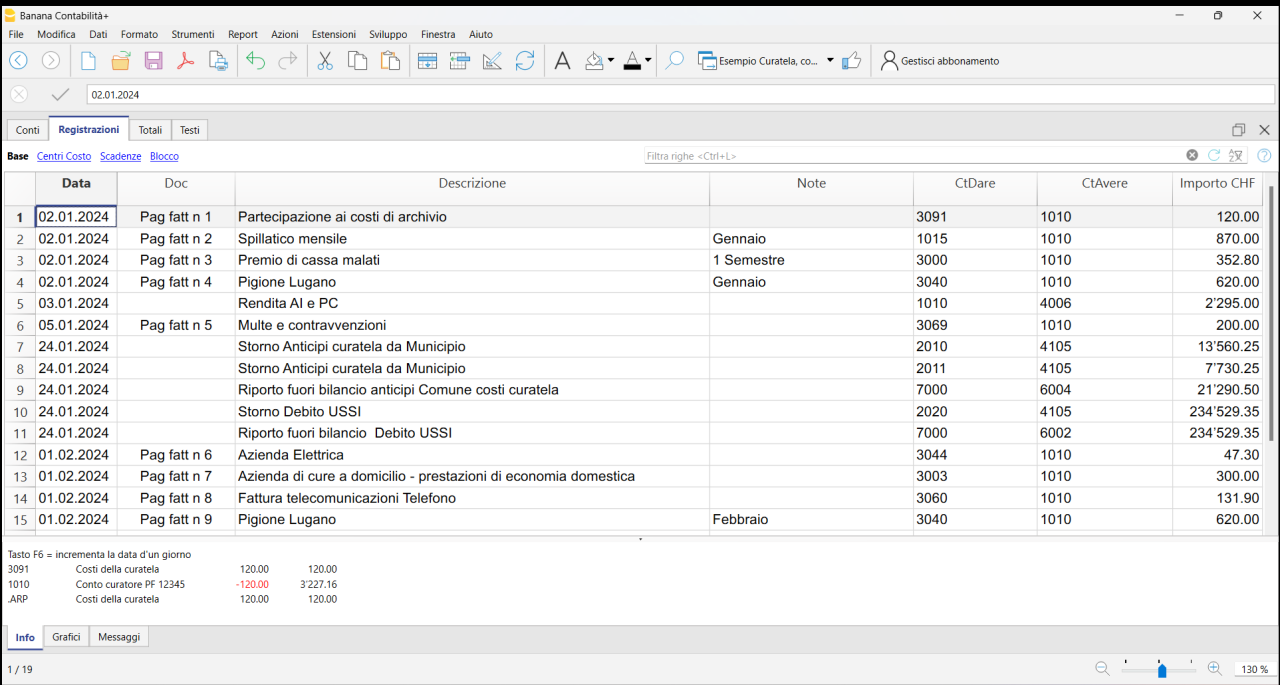 Banana Contabilità+
File Modifica Dati Formato Strumenti Report Azioni Estensioni Sviluppo Finestra Aiuto
Esempio Curatela, co... Gestisci abbonamento
02.01.2024
Conti Registrazioni Totali Testi
Base Centri Costo Scadenze Blocco Filtra righe <Ctrl+L>
Data Doc Descrizione Note CtDare CtAvere Importo CHF
1 02.01.2024 Pag fatt n 1 Partecipazione ai costi di archivio 3091 1010 120.00
2 02.01.2024 Pag fatt n 2 Spillatico mensile Gennaio 1015 1010 870.00
3 02.01.2024 Pag fatt n 3 Premio di cassa malati 1 Semestre 3000 1010 352.80
4 02.01.2024 Pag fatt n 4 Pigione Lugano Gennaio 3040 1010 620.00
5 03.01.2024 Rendita AI e PC 1010 4006 2'295.00
6 05.01.2024 Pag fatt n 5 Multe e contravvenzioni 3069 1010 200.00
7 24.01.2024 Storno Anticipi curatela da Municipio 2010 4105 13'560.25
8 24.01.2024 Storno Anticipi curatela da Municipio 2011 4105 7'730.25
9 24.01.2024 Riporto fuori bilancio anticipi Comune costi curatela 7000 6004 21'290.50
10 24.01.2024 Storno Debito USSI 2020 4105 234'529.35
11 24.01.2024 Riporto fuori bilancio Debito USSI 7000 6002 234'529.35
12 01.02.2024 Pag fatt n 6 Azienda Elettrica 3044 1010 47.30
13 01.02.2024 Pag fatt n 7 Azienda di cure a domicilio - prestazioni di economia domestica 3003 1010 300.00
14 01.02.2024 Pag fatt n 8 Fattura telecomunicazioni Telefono 3060 1010 131.90
15 01.02.2024 Pag fatt n 9 Pigione Lugano Febbraio 3040 1010 620.00
Tasto F6 = incrementa la data d'un giorno
3091 Costi della curatela 120.00 120.00
1010 Conto curatore PF 12345 -120.00 3'227.16
.ARP Costi della curatela 120.00 120.00
Info Grafici Messaggi
1 / 19 130 %